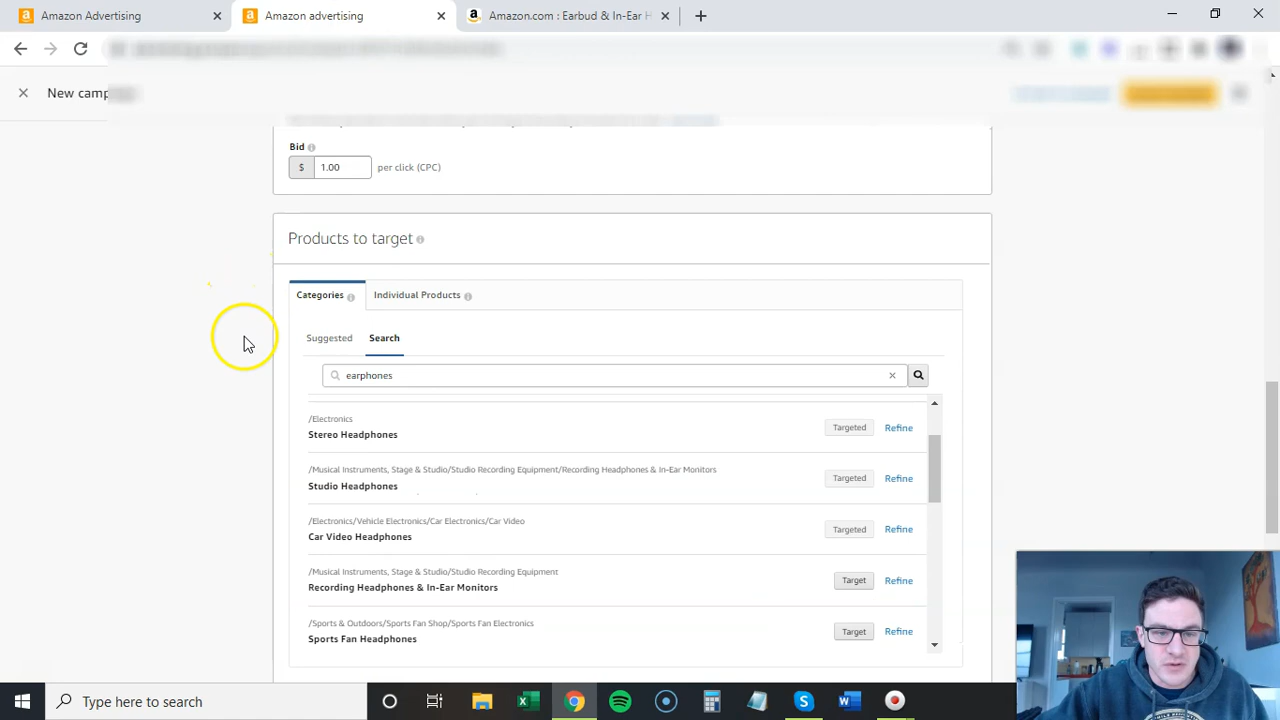 Amazon Advertising
Amazon advertising
Amazon.com : Earbud & In-Ear H
New camp
Bid
$ 1.00 per click (CPC)
Products to target
Categories
Individual Products
Suggested
Search
earphones
/Electronics
Stereo Headphones
Targeted
Refine
/Musical Instruments, Stage & Studio/Studio Recording Equipment/Recording Headphones & In-Ear Monitors
Studio Headphones
Targeted
Refine
/Electronics/Vehicle Electronics/Car Electronics/Car Video
Car Video Headphones
Targeted
Refine
/Musical Instruments, Stage & Studio/Studio Recording Equipment
Recording Headphones & In-Ear Monitors
Target
Refine
/Sports & Outdoors/Sports Fan Shop/Sports Fan Electronics
Sports Fan Headphones
Target
Refine
Type here to search